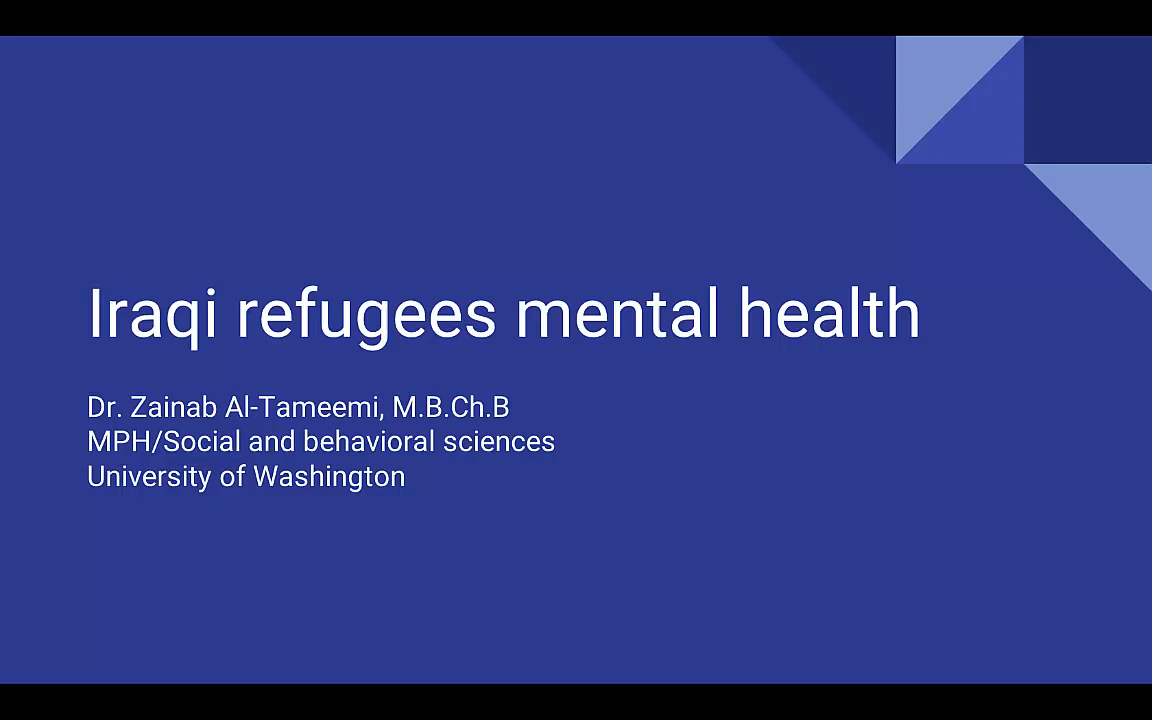 Iraqi refugees mental health
Dr. Zainab Al-Tameemi, M.B.Ch.B
MPH/Social and behavioral sciences
University of Washington